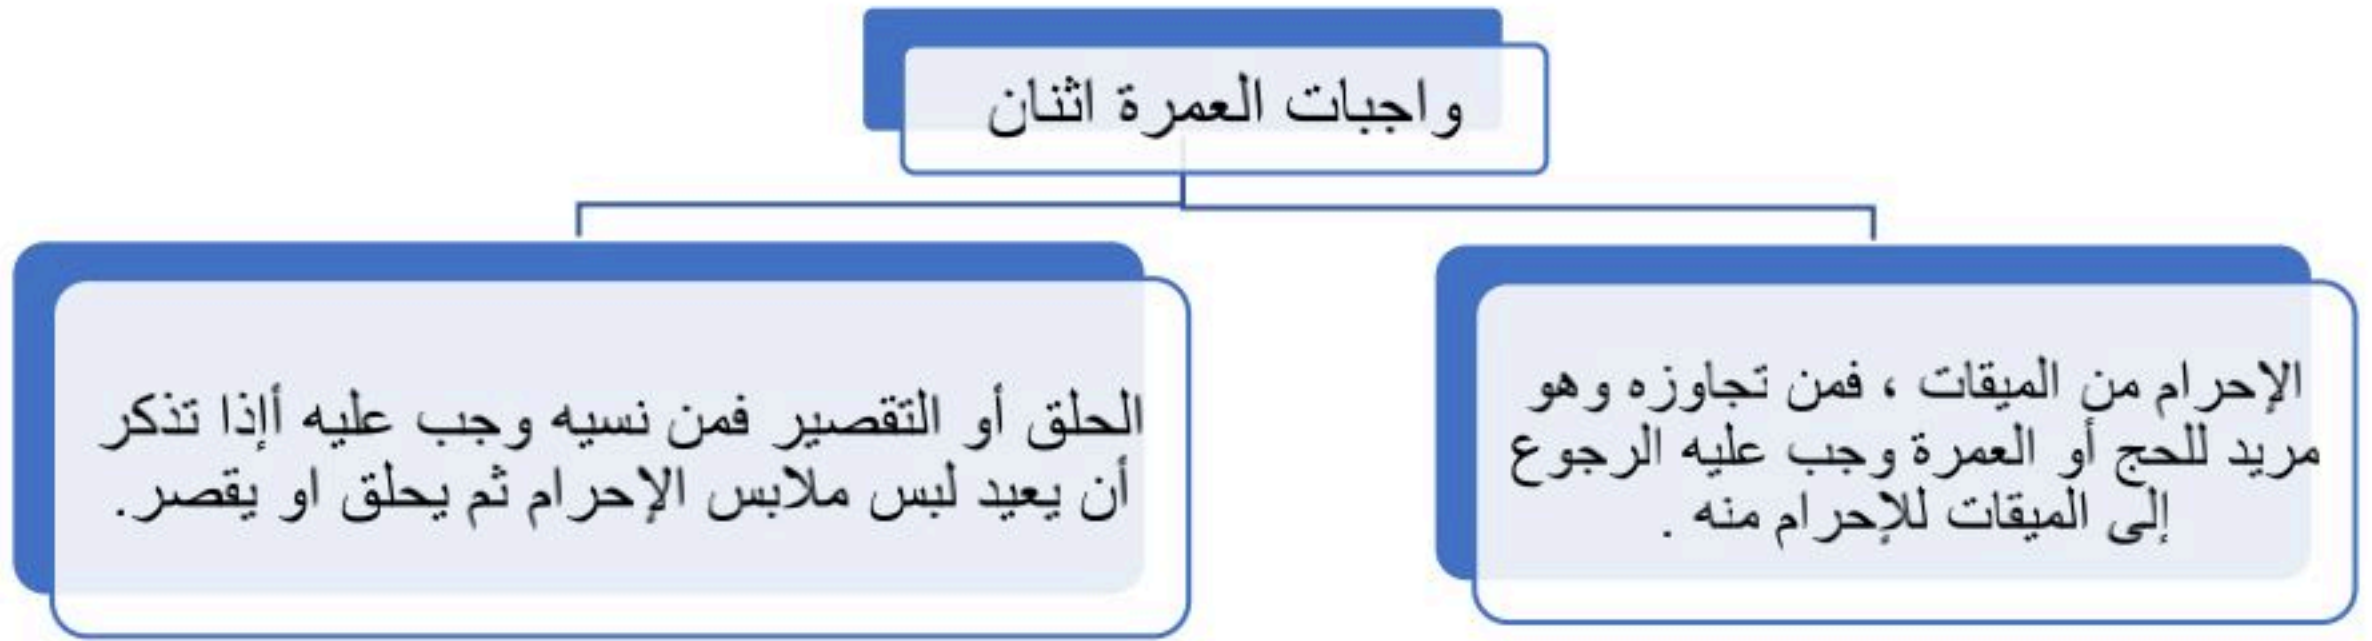 واجبات العمرة اثنان
الإحرام من الميقات ، فمن تجاوزه وهو
مريد للحج أو العمرة وجب عليه الرجوع
إلى الميقات للإحرام منه .
الحلق أو التقصير فمن نسيه وجب عليه أإذا تذكر
أن يعيد لبس ملابس الإحرام ثم يحلق او يقصر.